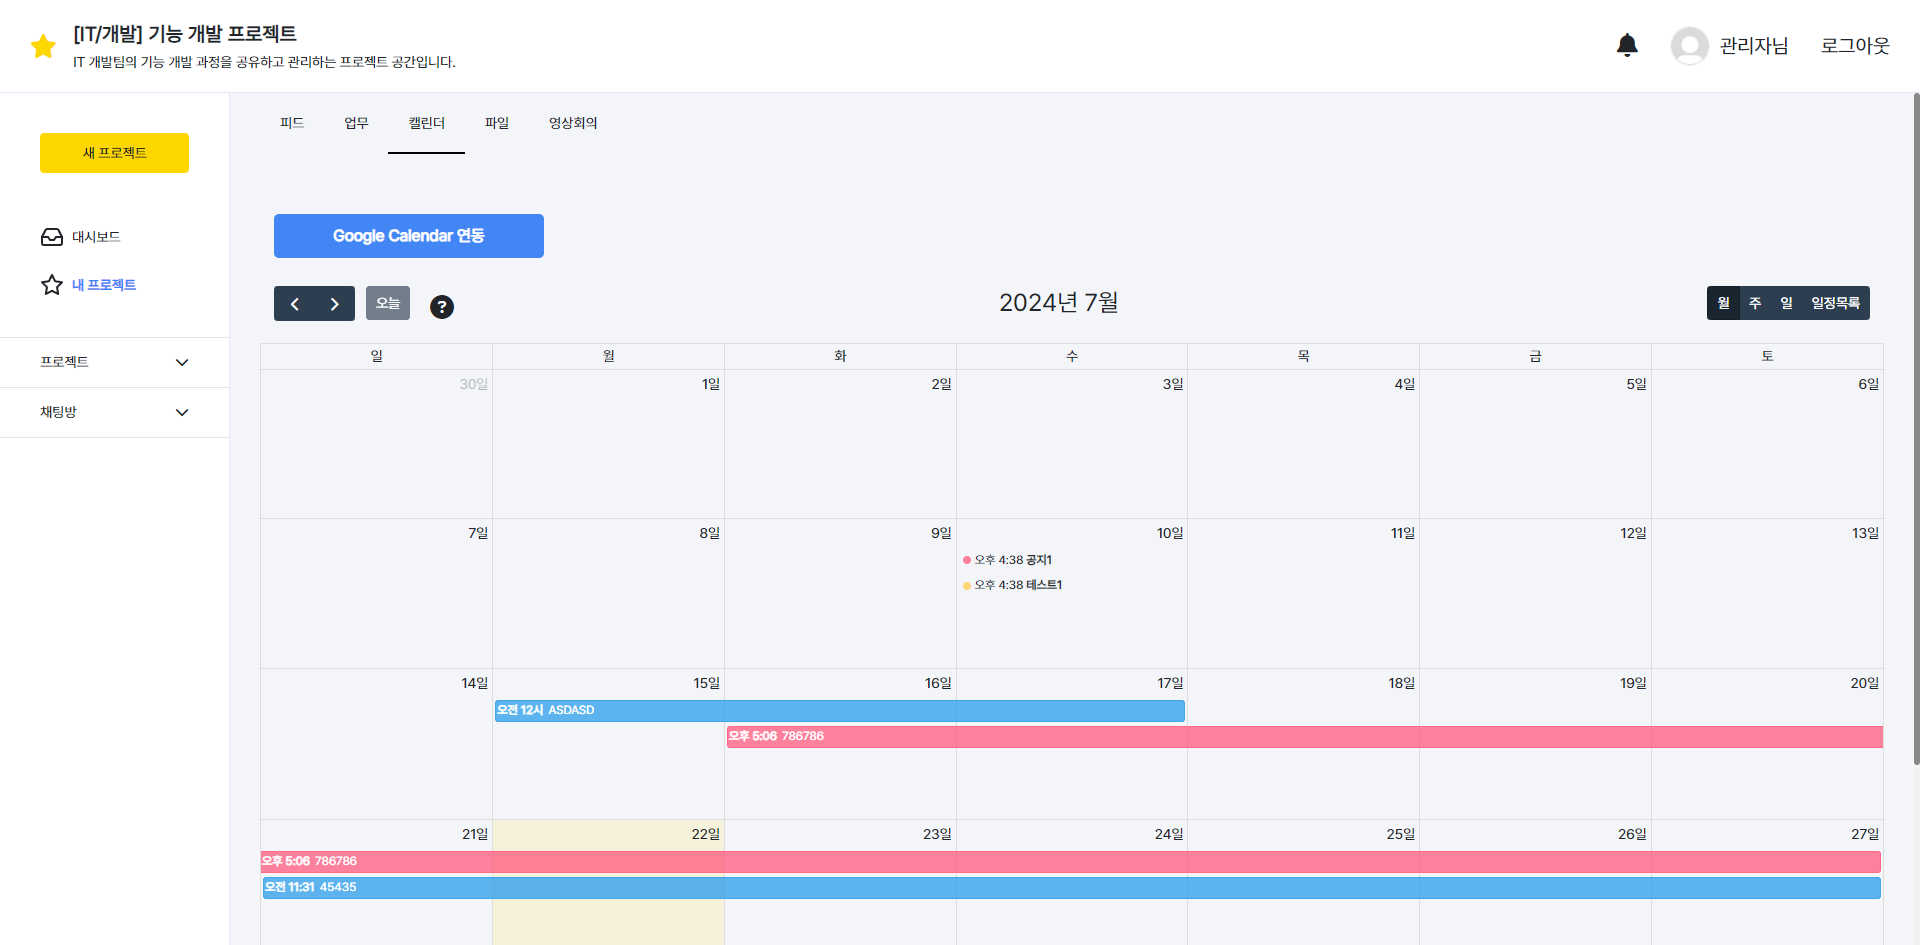 [IT/개발] 기능 개발 프로젝트
IT 개발팀의 기능 개발 과정을 공유하고 관리하는 프로젝트 공간입니다.
관리자님
로그아웃
새 프로젝트
대시보드
내 프로젝트
프로젝트
채팅방
피드 업무 캘린더 파일 영상회의
Google Calendar 연동
오늘
?
2024년 7월
월 주 일 일정목록
일 월 화 수 목 금 토
30일 1일 2일 3일 4일 5일 6일
7일 8일 9일 10일 11일 12일 13일
오후 4:38 공지1
오후 4:38 테스트1
14일 15일 16일 17일 18일 19일 20일
오전 12시 ASDASD
오후 5:06 786786
21일 22일 23일 24일 25일 26일 27일
오후 5:06 786786
오전 11:31 45435